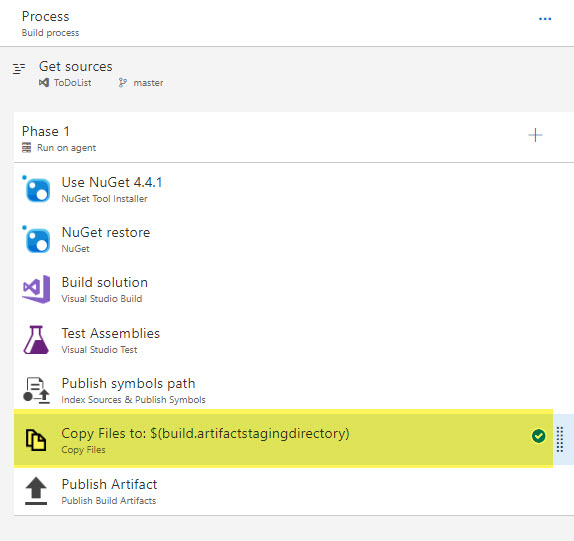 Process
Build process
Get sources
ToDoList master
Phase 1
Run on agent
Use NuGet 4.4.1
NuGet Tool Installer
NuGet restore
NuGet
Build solution
Visual Studio Build
Test Assemblies
Visual Studio Test
Publish symbols path
Index Sources & Publish Symbols
Copy Files to: $(build.artifactstagingdirectory)
Copy Files
Publish Artifact
Publish Build Artifacts